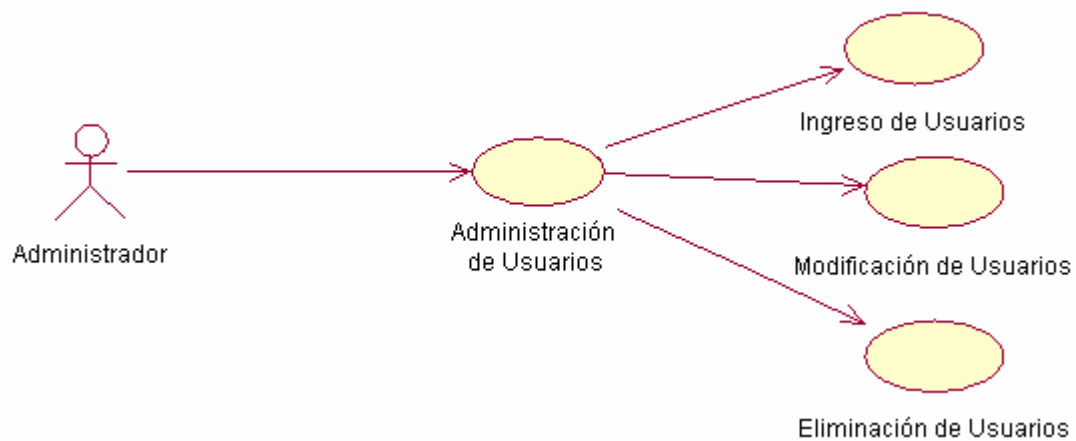 Ingreso de Usuarios
Administrador
Administración
de Usuarios
Modificación de Usuarios
Eliminación de Usuarios